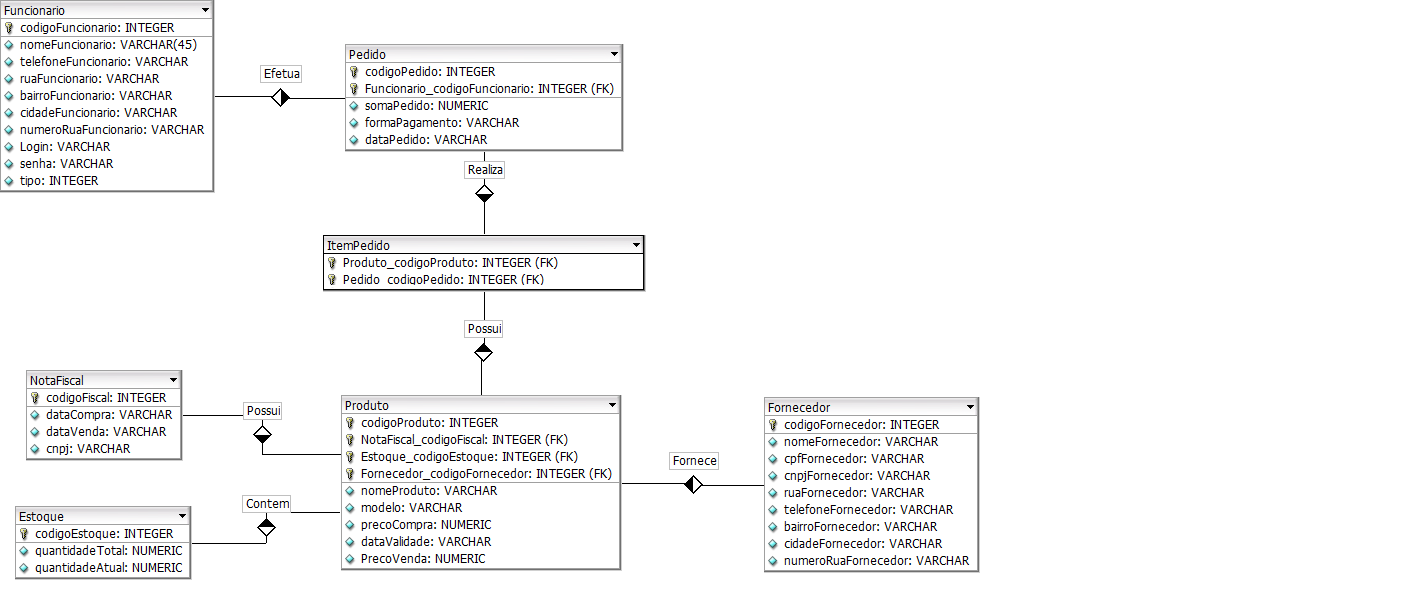 Funcionario
codigoFuncionario: INTEGER
nomeFuncionario: VARCHAR(45)
telefoneFuncionario: VARCHAR
ruaFuncionario: VARCHAR
bairroFuncionario: VARCHAR
cidadeFuncionario: VARCHAR
numeroRuaFuncionario: VARCHAR
Login: VARCHAR
senha: VARCHAR
tipo: INTEGER
Efetua
Pedido
codigoPedido: INTEGER
Funcionario_codigoFuncionario: INTEGER (FK)
somaPedido: NUMERIC
formaPagamento: VARCHAR
dataPedido: VARCHAR
Realiza
ItemPedido
Produto_codigoProduto: INTEGER (FK)
Pedido_codigoPedido: INTEGER (FK)
Possui
NotaFiscal
codigoFiscal: INTEGER
dataCompra: VARCHAR
dataVenda: VARCHAR
cnpj: VARCHAR
Possui
Produto
codigoProduto: INTEGER
NotaFiscal_codigoFiscal: INTEGER (FK)
Estoque_codigoEstoque: INTEGER (FK)
Fornecedor_codigoFornecedor: INTEGER (FK)
nomeProduto: VARCHAR
modelo: VARCHAR
precoCompra: NUMERIC
dataValidade: VARCHAR
PrecoVenda: NUMERIC
Fornece
Fornecedor
codigoFornecedor: INTEGER
nomeFornecedor: VARCHAR
cpfFornecedor: VARCHAR
cnpjFornecedor: VARCHAR
ruaFornecedor: VARCHAR
telefoneFornecedor: VARCHAR
bairroFornecedor: VARCHAR
cidadeFornecedor: VARCHAR
numeroRuaFornecedor: VARCHAR
Contem
Estoque
codigoEstoque: INTEGER
quantidadeTotal: NUMERIC
quantidadeAtual: NUMERIC